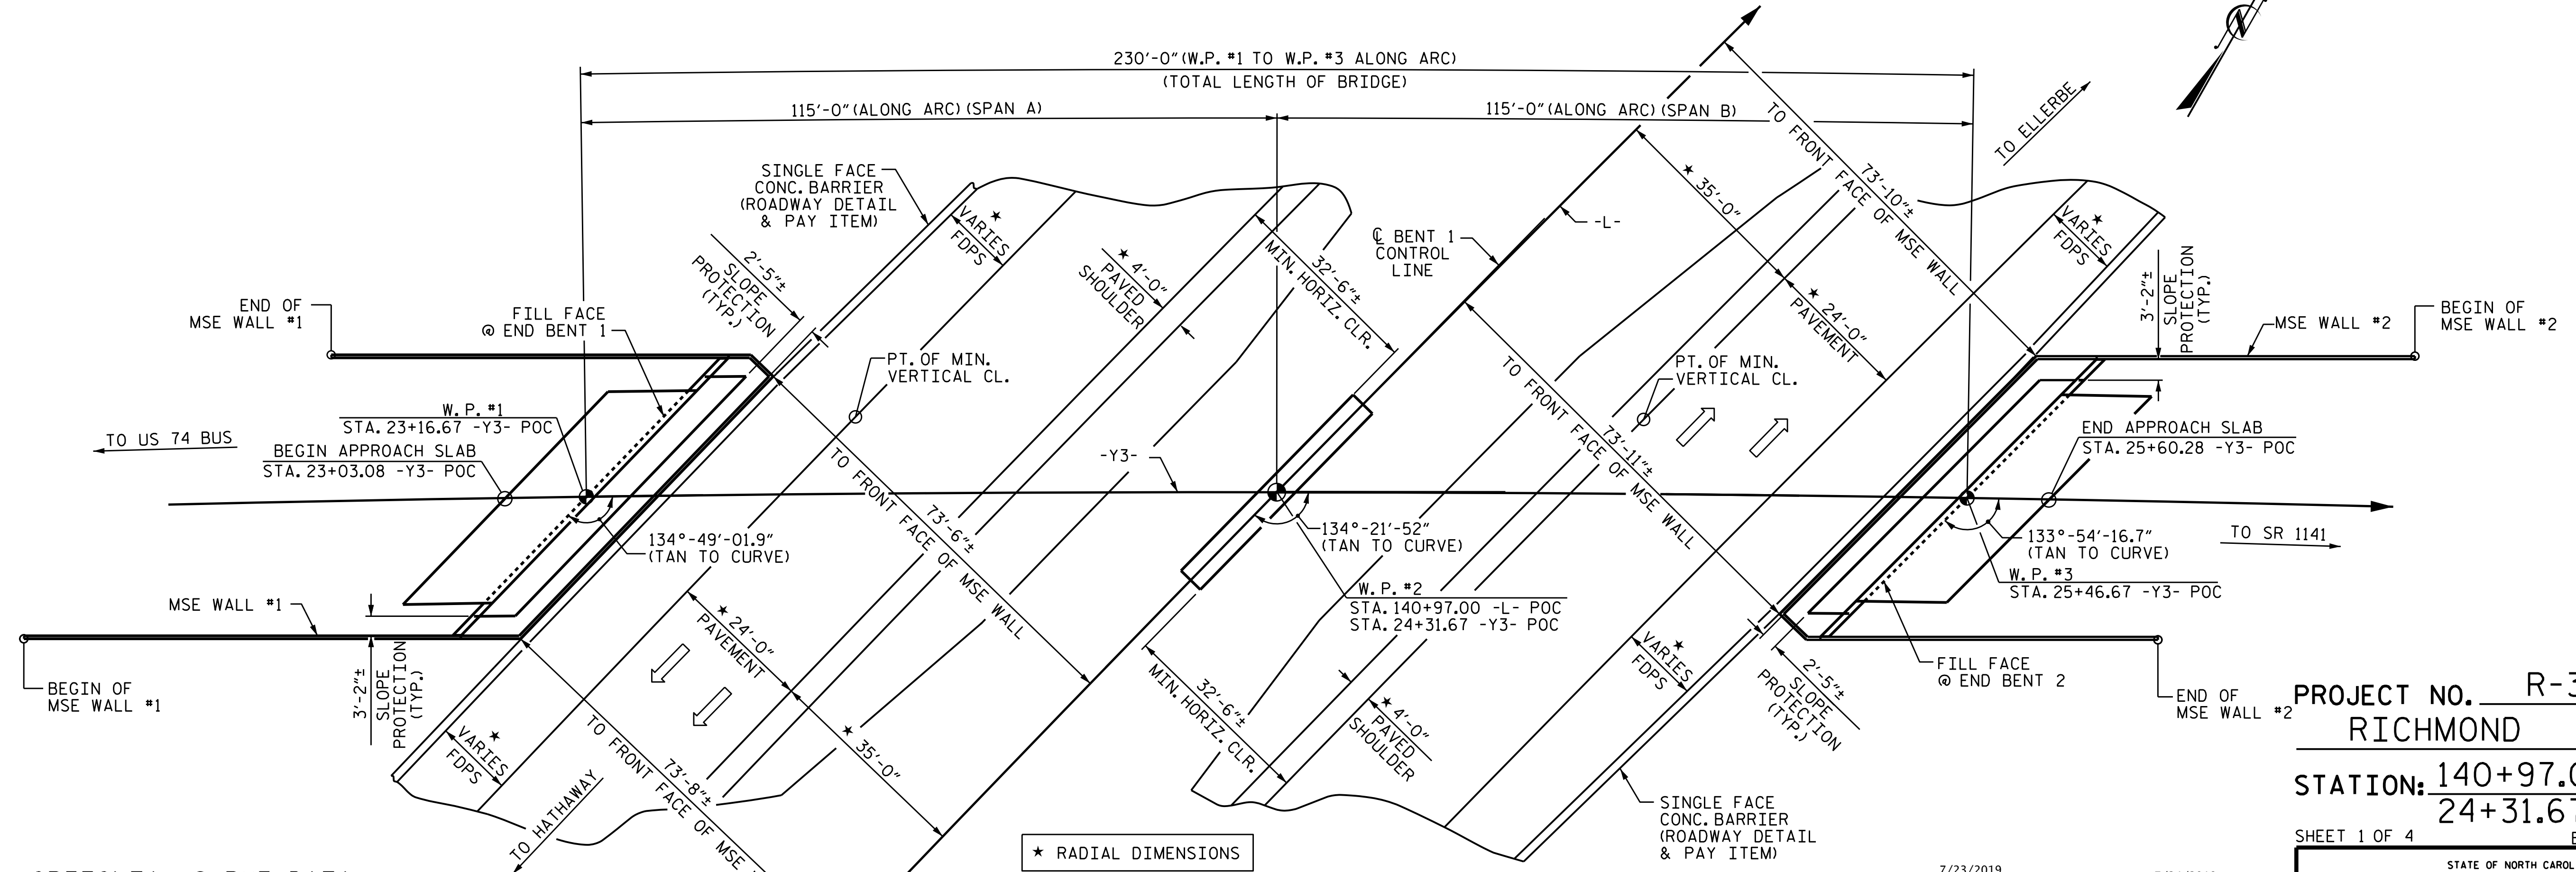 230'-0" (W.P. #1 TO W.P. #3 ALONG ARC)
(TOTAL LENGTH OF BRIDGE)
115'-0" (ALONG ARC) (SPAN A)
115'-0" (ALONG ARC) (SPAN B)
TO ELLERBE
N
SINGLE FACE
CONC. BARRIER
(ROADWAY DETAIL
& PAY ITEM)
★
VARIES
FDPS
2'-5"±
SLOPE
PROTECTION
(TYP.)
★ 4'-0"
PAVED
SHOULDER
32'-6"±
MIN. HORIZ. CLR.
℄ BENT 1
CONTROL
LINE
-L-
★ 35'-0"
73'-10"±
TO FRONT FACE OF MSE WALL
★ 24'-0"
PAVEMENT
★
VARIES
FDPS
3'-2"±
SLOPE
PROTECTION
(TYP.)
END OF
MSE WALL #1
FILL FACE
@ END BENT 1
PT. OF MIN.
VERTICAL CL.
PT. OF MIN.
VERTICAL CL.
MSE WALL #2
BEGIN OF
MSE WALL #2
W.P. #1
STA. 23+16.67 -Y3- POC
TO US 74 BUS
BEGIN APPROACH SLAB
STA. 23+03.08 -Y3- POC
-Y3-
73'-11"±
TO FRONT FACE OF MSE WALL
END APPROACH SLAB
STA. 25+60.28 -Y3- POC
134°-49'-01.9"
(TAN TO CURVE)
73'-6"±
TO FRONT FACE OF MSE WALL
134°-21'-52"
(TAN TO CURVE)
133°-54'-16.7"
(TAN TO CURVE)
TO SR 1141
W.P. #2
STA. 140+97.00 -L- POC
STA. 24+31.67 -Y3- POC
W.P. #3
STA. 25+46.67 -Y3- POC
MSE WALL #1
★ 24'-0"
PAVEMENT
BEGIN OF
MSE WALL #1
3'-2"±
SLOPE
PROTECTION
(TYP.)
★
VARIES
FDPS
TO HATHAWAY
73'-8"±
TO FRONT FACE OF MSE
★ 35'-0"
32'-6"±
MIN. HORIZ. CLR.
★ 4'-0"
PAVED
SHOULDER
★
VARIES
FDPS
2'-5"±
SLOPE
PROTECTION
(TYP.)
FILL FACE
@ END BENT 2
END OF
MSE WALL #2
SINGLE FACE
CONC. BARRIER
(ROADWAY DETAIL
& PAY ITEM)
★ RADIAL DIMENSIONS
PROJECT NO. R-3
RICHMOND
STATION: 140+97.0
24+31.67
SHEET 1 OF 4
STATE OF NORTH CAROL
7/23/2019